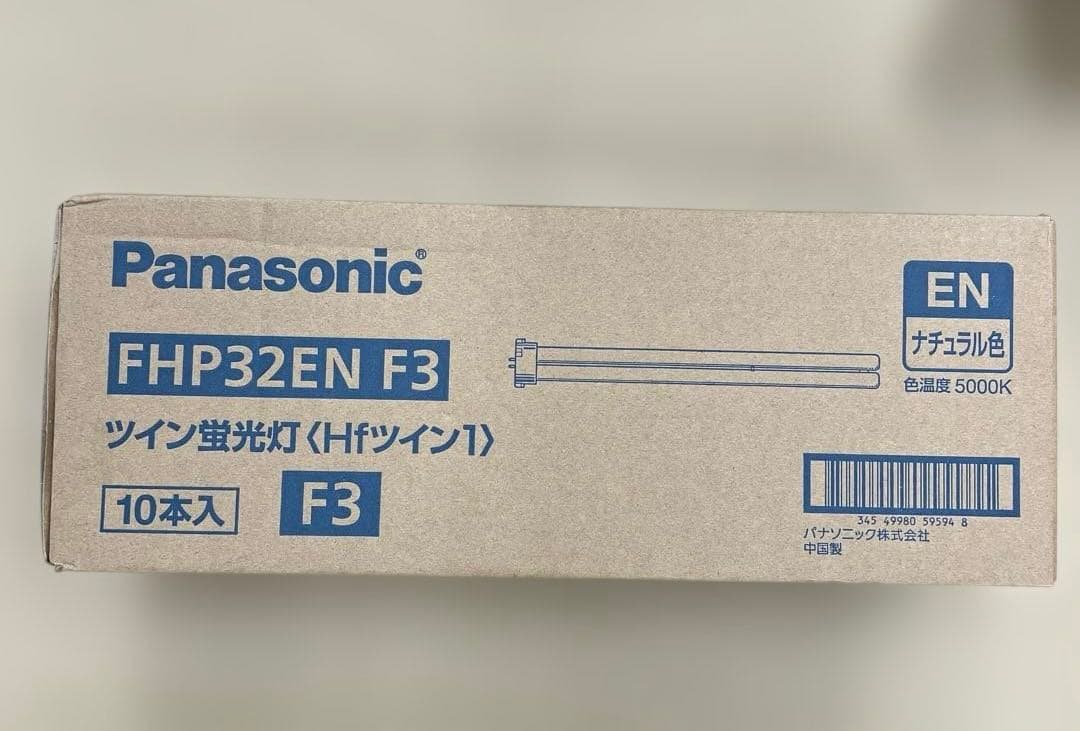 Panasonic®
FHP32EN F3
ツイン蛍光灯〈Hfツイン1〉
10本入
F3
EN
ナチュラル色
色温度 5000K
345 49980 59594 8
パナソニック株式会社
中国製